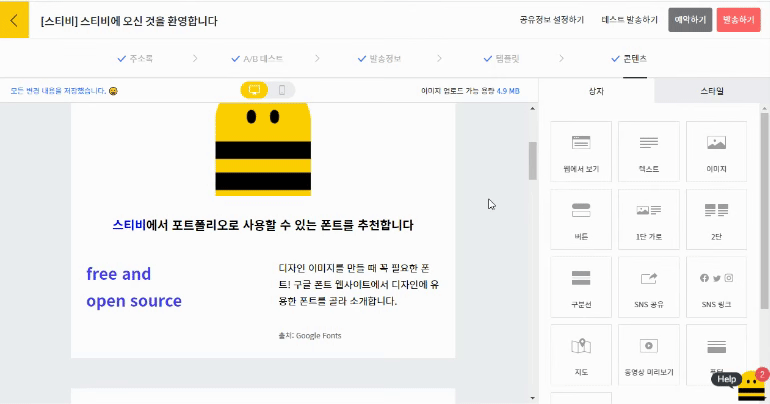 [스티비] 스티비에 오신 것을 환영합니다
공유정보 설정하기
테스트 발송하기
예약하기
발송하기
주소록
A/B 테스트
발송정보
템플릿
콘텐츠
모든 변경 내용을 저장했습니다.
이미지 업로드 가능 용량 4.9 MB
상자
스타일
스티비에서 포트폴리오로 사용할 수 있는 폰트를 추천합니다
free and
open source
디자인 이미지를 만들 때 꼭 필요한 폰
트! 구글 폰트 웹사이트에서 디자인에 유
용한 폰트를 골라 소개합니다.
출처: Google Fonts
웹에서 보기
텍스트
이미지
버튼
1단 가로
2단
구분선
SNS 공유
SNS 링크
지도
동영상 미리보기
Help
2